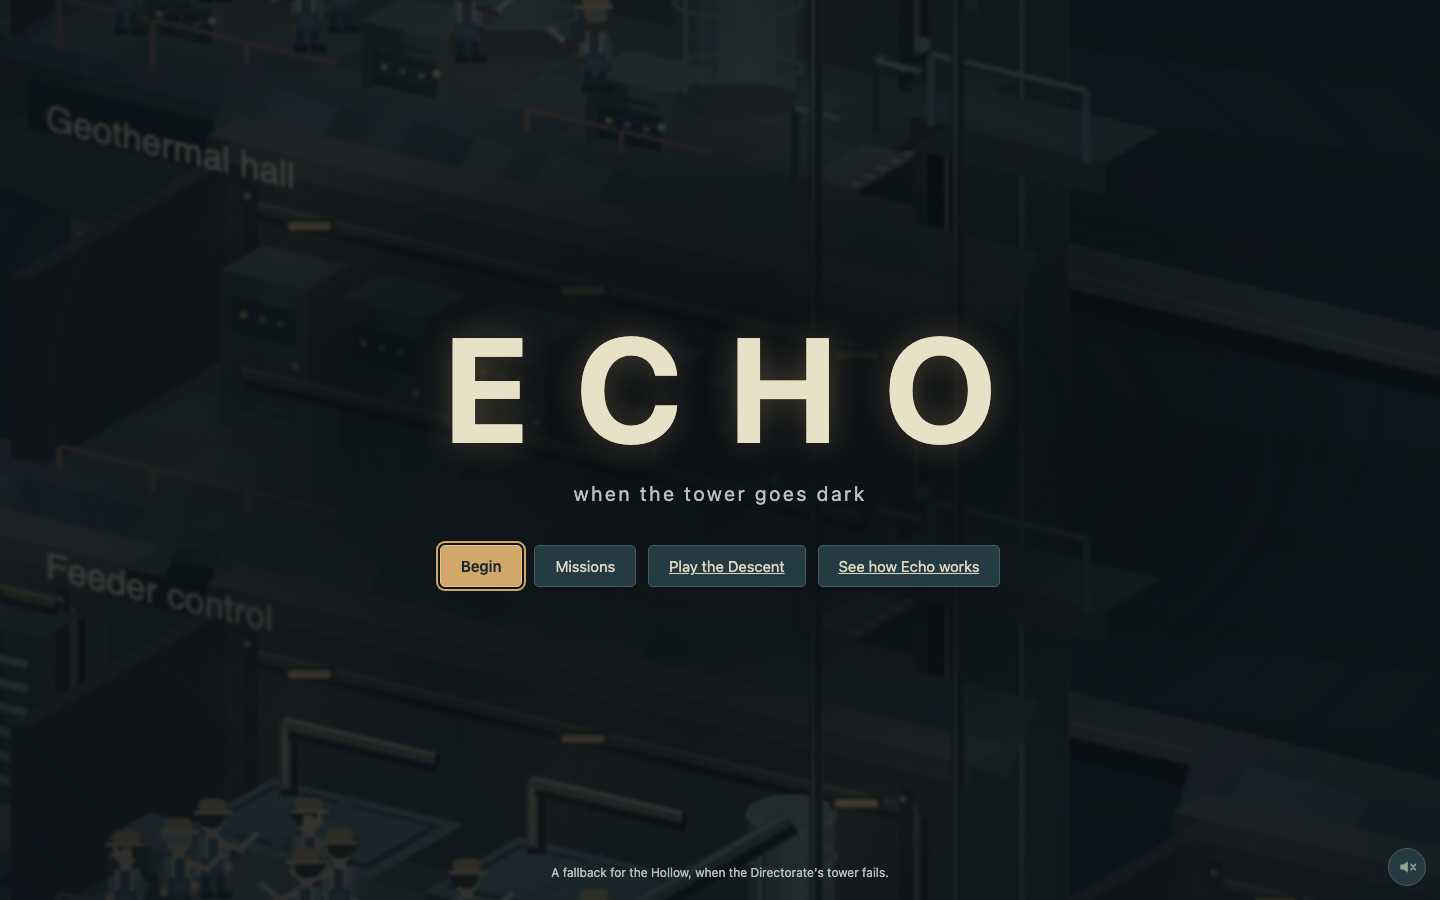 Geothermal hall
ECHO
when the tower goes dark
Begin
Missions
Play the Descent
See how Echo works
Feeder control
A fallback for the Hollow, when the Directorate's tower fails.